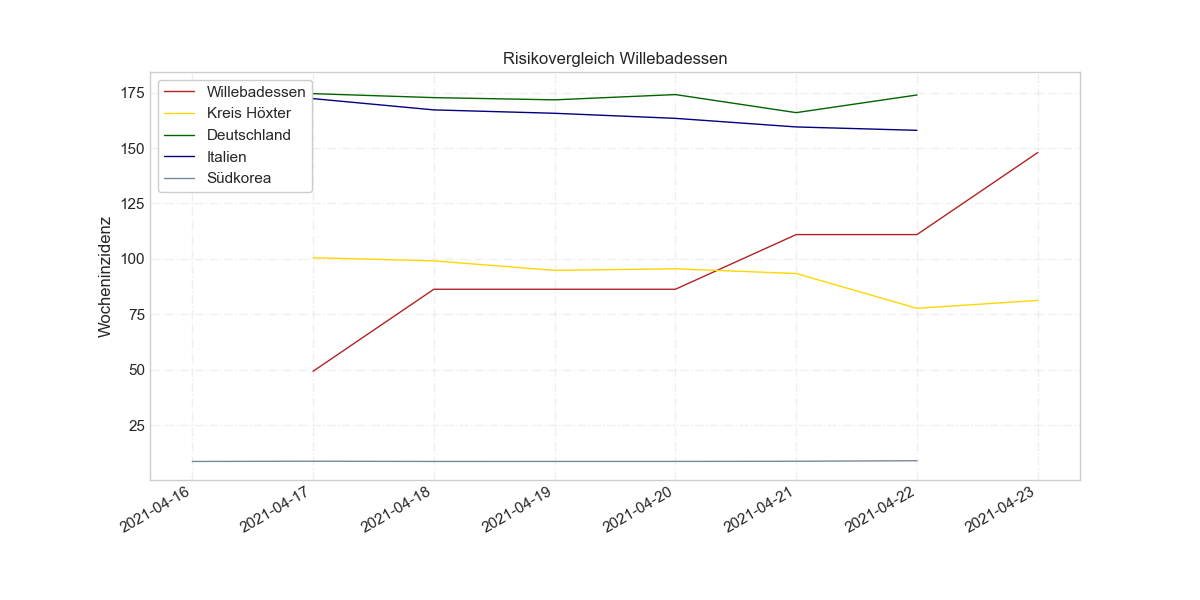 Risikovergleich Willebadessen
Willebadessen
Kreis Höxter
Deutschland
Italien
Südkorea
Wocheninzidenz
175
150
125
100
75
50
25
2021-04-16
2021-04-17
2021-04-18
2021-04-19
2021-04-20
2021-04-21
2021-04-22
2021-04-23